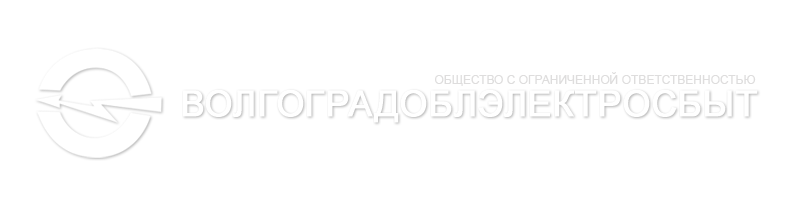 ОБЩЕСТВО С ОГРАНИЧЕННОЙ ОТВЕТСТВЕННОСТЬЮ
ВОЛГОГРАДОБЛЭЛЕКТРОСБЫТ